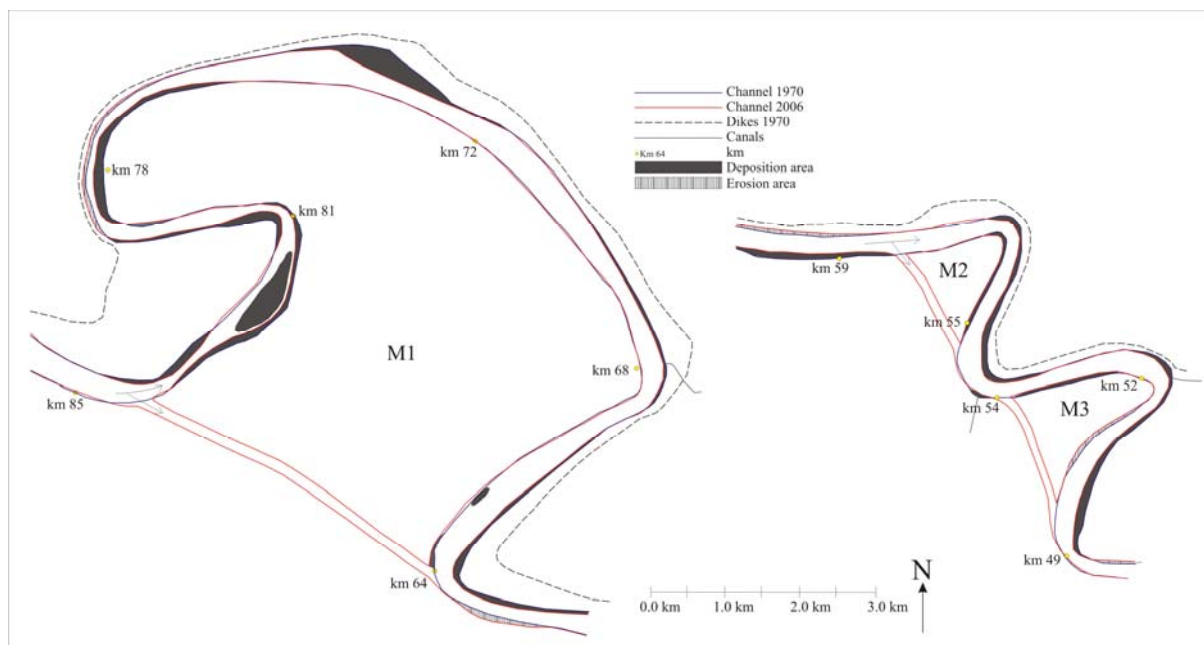 Channel 1970
Channel 2006
Dikes 1970
Canals
Km 64 km
Deposition area
Erosion area
km 72
km 78
km 81
M1
km 68
km 85
km 64
km 59
M2
km 55
km 54
km 52
M3
km 49
N
0.0 km 1.0 km 2.0 km 3.0 km